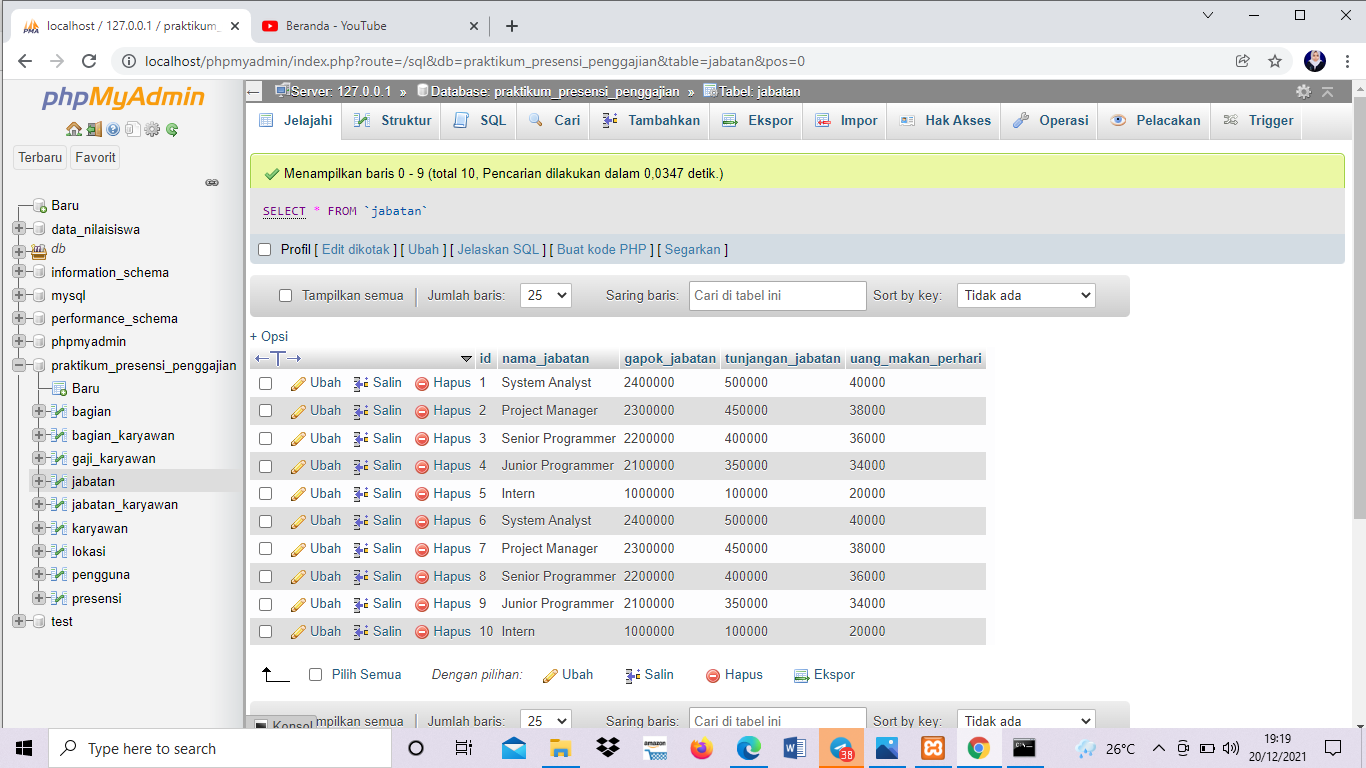 localhost / 127.0.0.1 / praktikum_
Beranda - YouTube
localhost/phpmyadmin/index.php?route=/sql&db=praktikum_presensi_penggajian&table=jabatan&pos=0
phpMyAdmin
Terbaru Favorit
Baru
data_nilaisiswa
db
information_schema
mysql
performance_schema
phpmyadmin
praktikum_presensi_penggajian
Baru
bagian
bagian_karyawan
gaji_karyawan
jabatan
jabatan_karyawan
karyawan
lokasi
pengguna
presensi
test
Server: 127.0.0.1 » Database: praktikum_presensi_penggajian » Tabel: jabatan
Jelajahi Struktur SQL Cari Tambahkan Ekspor Impor Hak Akses Operasi Pelacakan Trigger
Menampilkan baris 0 - 9 (total 10, Pencarian dilakukan dalam 0,0347 detik.)
SELECT * FROM `jabatan`
Profil [ Edit dikotak ] [ Ubah ] [ Jelaskan SQL ] [ Buat kode PHP ] [ Segarkan ]
Tampilkan semua Jumlah baris: 25 Saring baris: Cari di tabel ini Sort by key: Tidak ada
+ Opsi
←T→ id nama_jabatan gapok_jabatan tunjangan_jabatan uang_makan_perhari
Ubah Salin Hapus 1 System Analyst 2400000 500000 40000
Ubah Salin Hapus 2 Project Manager 2300000 450000 38000
Ubah Salin Hapus 3 Senior Programmer 2200000 400000 36000
Ubah Salin Hapus 4 Junior Programmer 2100000 350000 34000
Ubah Salin Hapus 5 Intern 1000000 100000 20000
Ubah Salin Hapus 6 System Analyst 2400000 500000 40000
Ubah Salin Hapus 7 Project Manager 2300000 450000 38000
Ubah Salin Hapus 8 Senior Programmer 2200000 400000 36000
Ubah Salin Hapus 9 Junior Programmer 2100000 350000 34000
Ubah Salin Hapus 10 Intern 1000000 100000 20000
Pilih Semua Dengan pilihan: Ubah Salin Hapus Ekspor
Konsol
mpilkan semua Jumlah baris: 25 Saring baris: Cari di tabel ini Sort by key: Tidak ada
Type here to search
amazon
38
26°C
19:19
20/12/2021